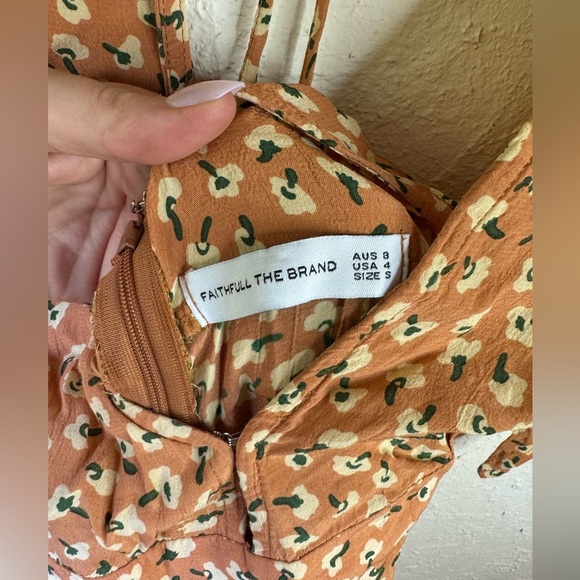 FAITHFULL THE BRAND
AUS 8
USA 4
SIZE S